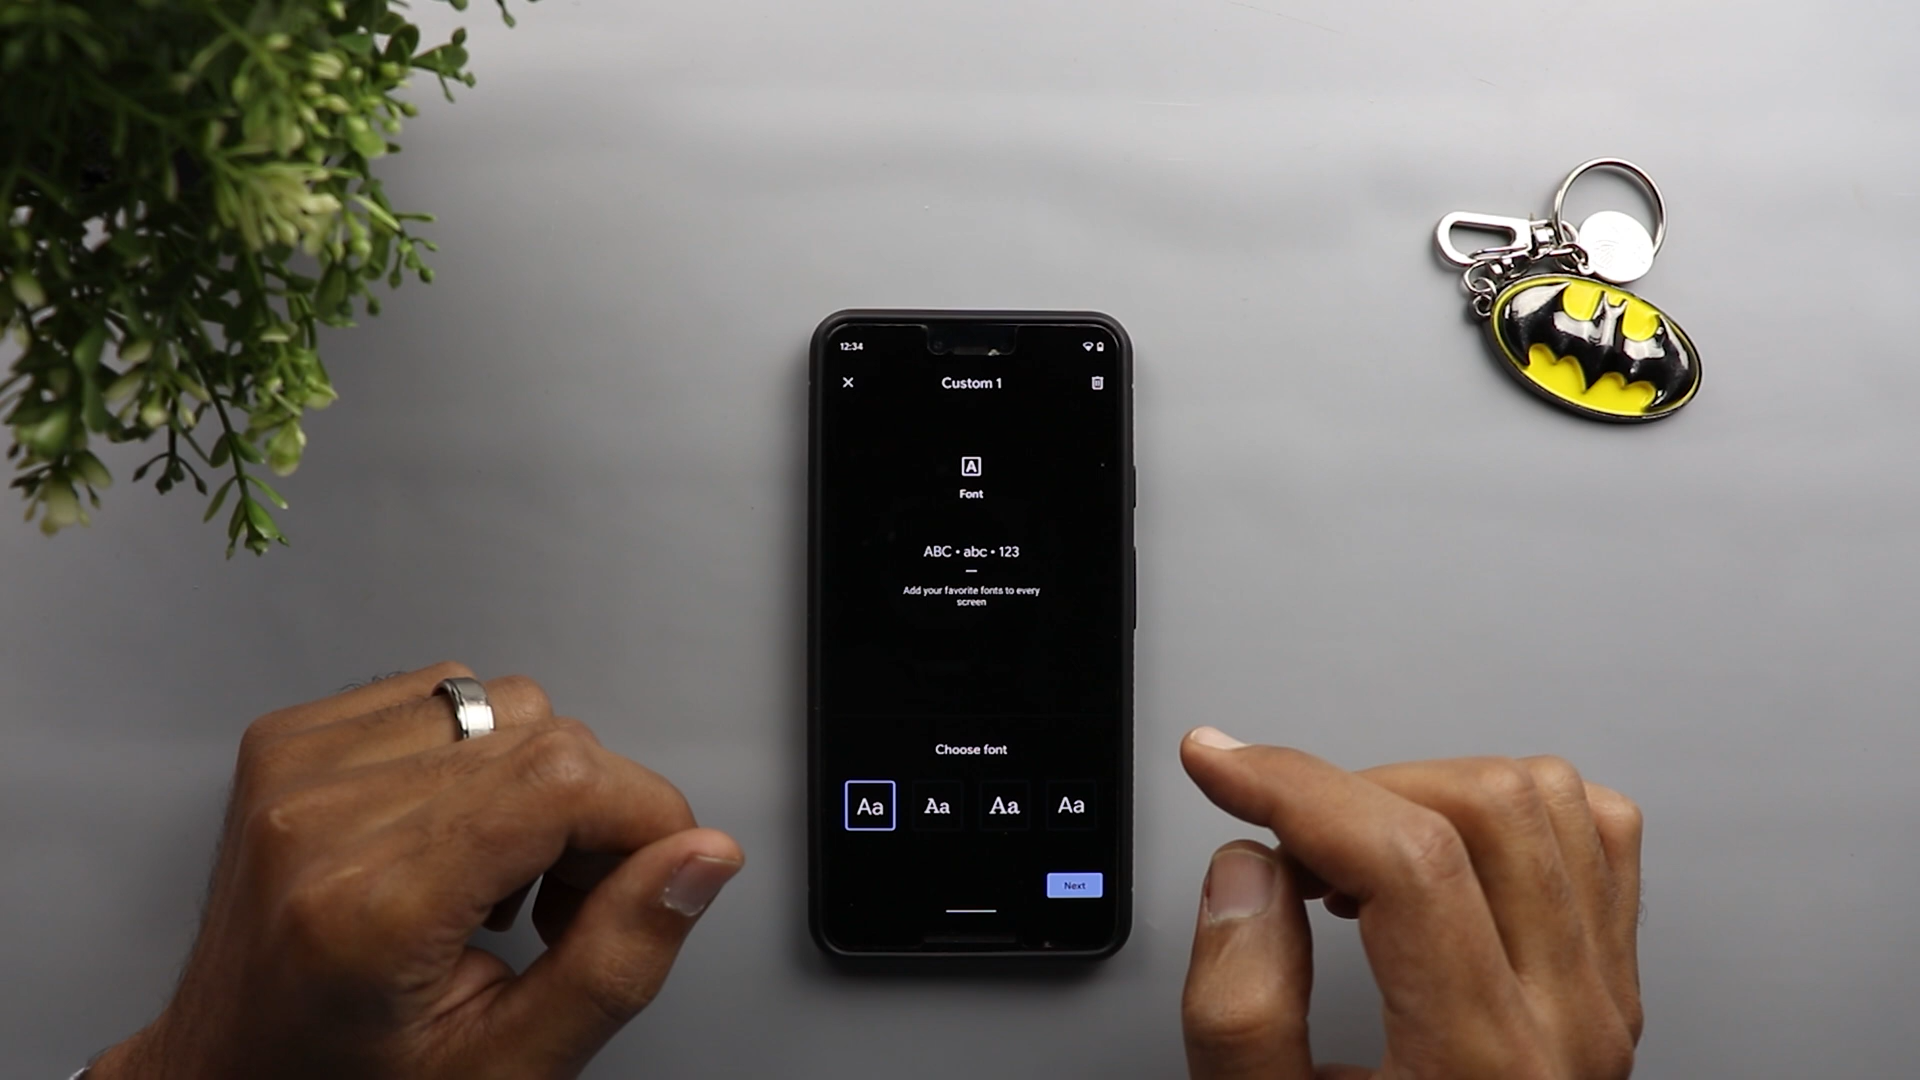 12:34
Custom 1
A
Font
ABC • abc • 123
Add your favorite fonts to every
screen
Choose font
Aa Aa Aa Aa
Next